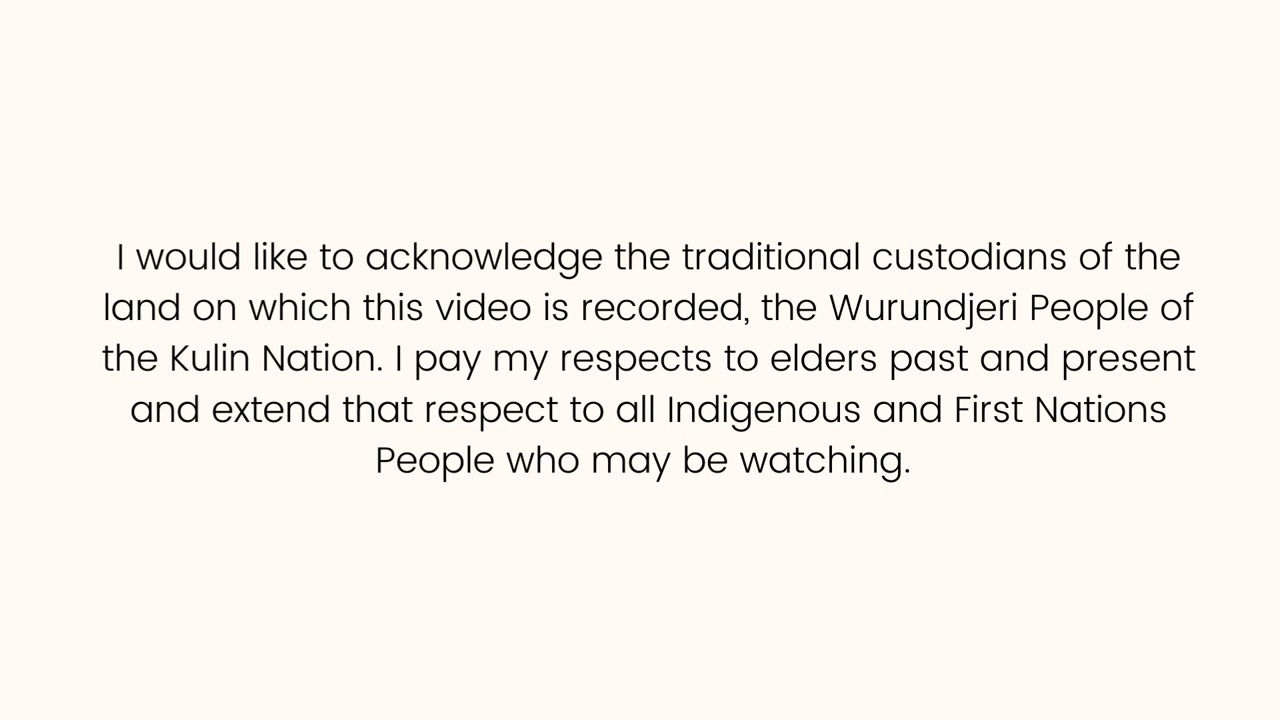 I would like to acknowledge the traditional custodians of the
land on which this video is recorded, the Wurundjeri People of
the Kulin Nation. I pay my respects to elders past and present
and extend that respect to all Indigenous and First Nations
People who may be watching.